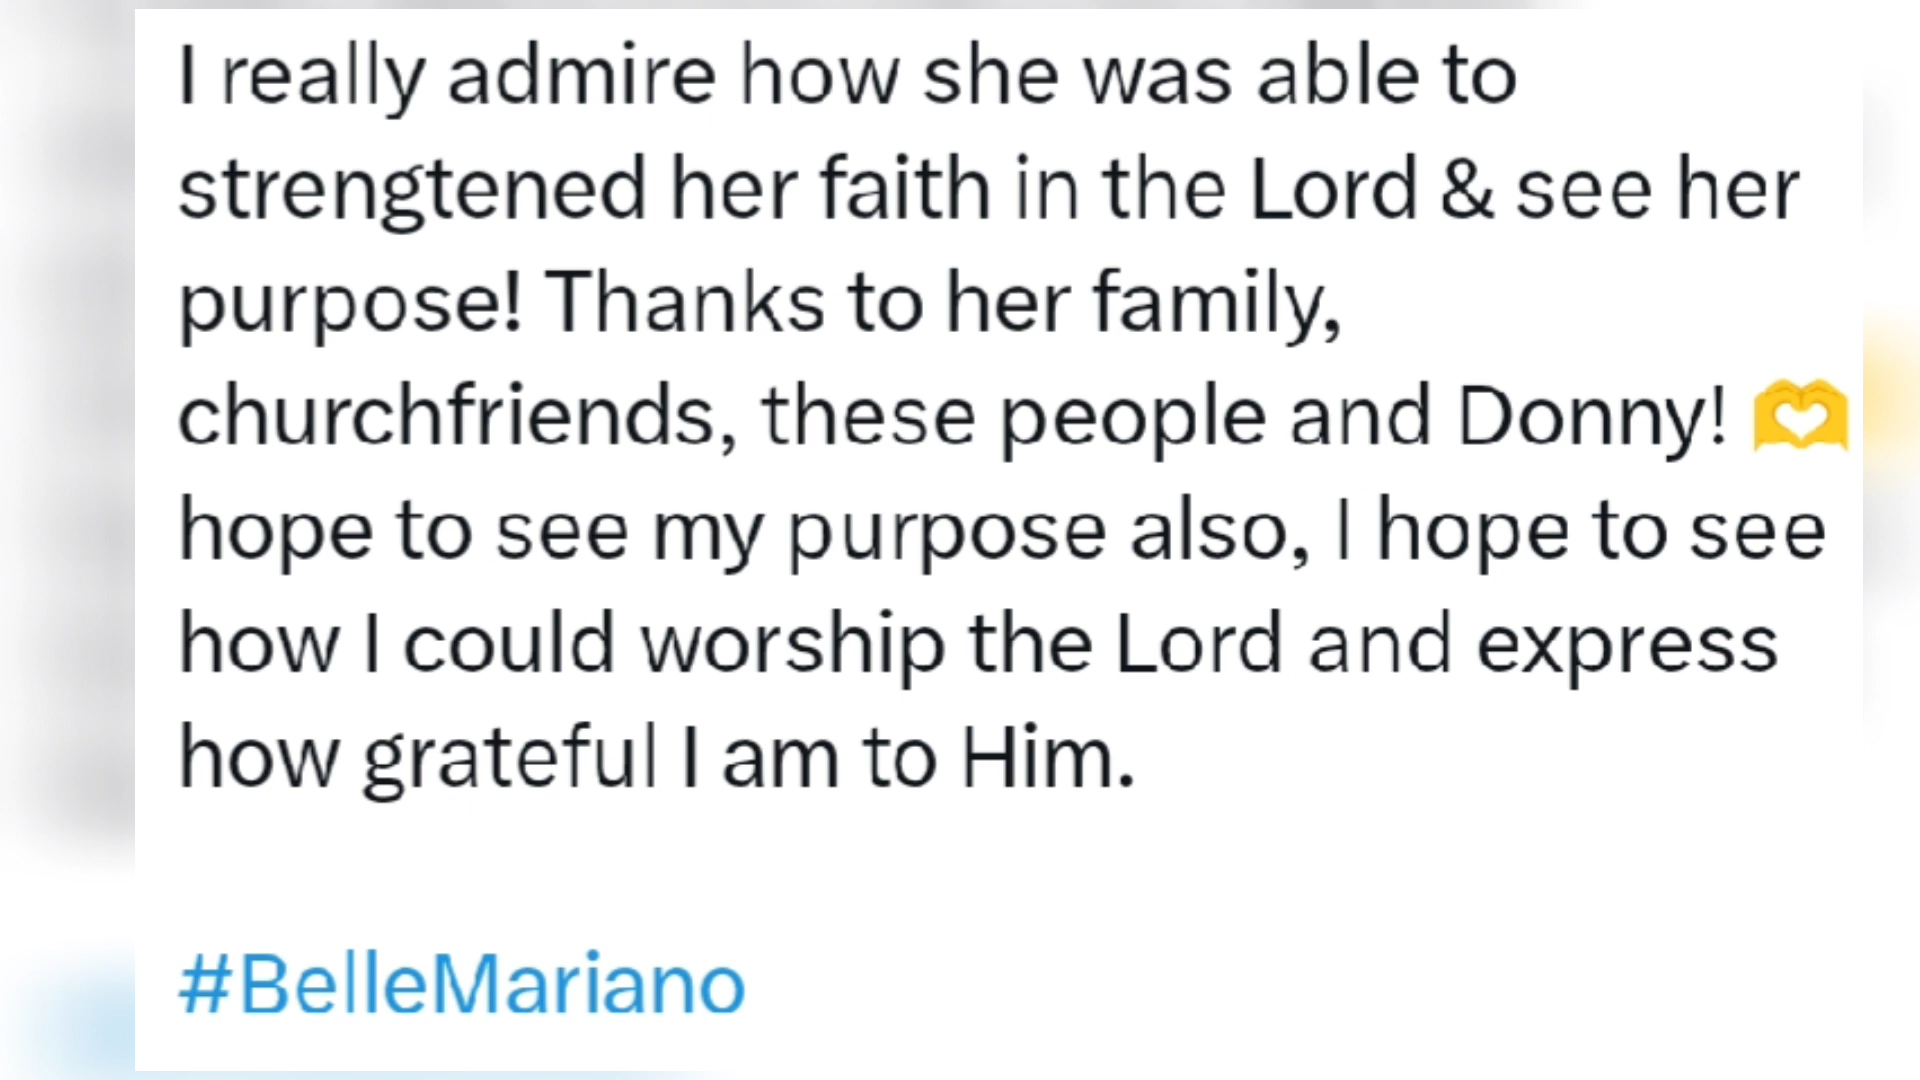 I really admire how she was able to
strengtened her faith in the Lord & see her
purpose! Thanks to her family,
churchfriends, these people and Donny! 🫶
hope to see my purpose also, I hope to see
how I could worship the Lord and express
how grateful I am to Him.
#BelleMariano